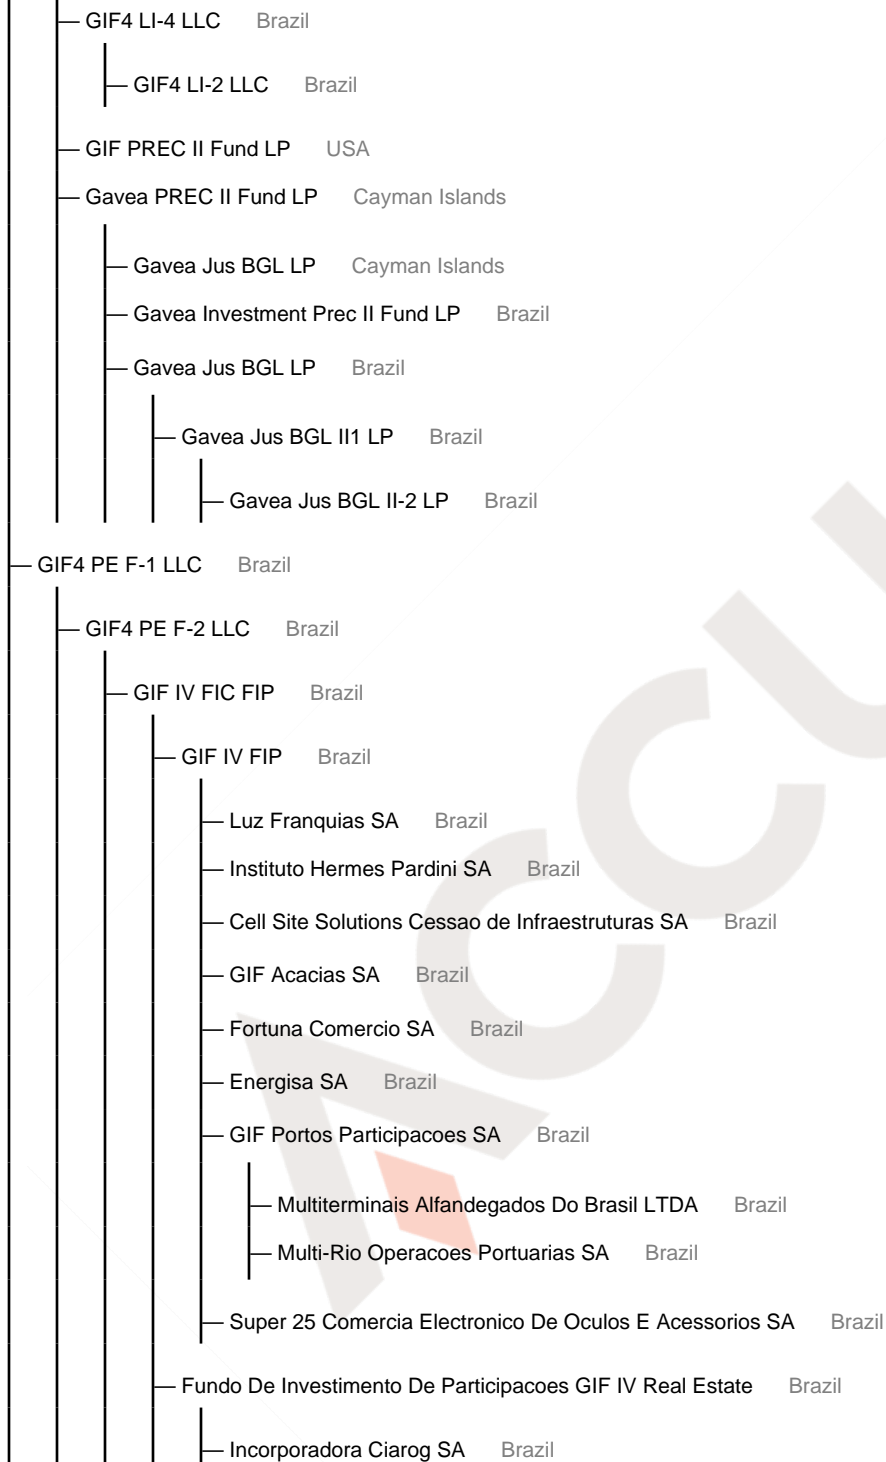 GIF4 LI-4 LLC Brazil
GIF4 LI-2 LLC Brazil
GIF PREC II Fund LP USA
Gavea PREC II Fund LP Cayman Islands
Gavea Jus BGL LP Cayman Islands
Gavea Investment Prec II Fund LP Brazil
Gavea Jus BGL LP Brazil
Gavea Jus BGL II1 LP Brazil
Gavea Jus BGL II-2 LP Brazil
GIF4 PE F-1 LLC Brazil
GIF4 PE F-2 LLC Brazil
GIF IV FIC FIP Brazil
GIF IV FIP Brazil
Luz Franquias SA Brazil
Instituto Hermes Pardini SA Brazil
Cell Site Solutions Cessao de Infraestruturas SA Brazil
GIF Acacias SA Brazil
Fortuna Comercio SA Brazil
Energisa SA Brazil
GIF Portos Participacoes SA Brazil
Multiterminais Alfandegados Do Brasil LTDA Brazil
Multi-Rio Operacoes Portuarias SA Brazil
Super 25 Comercia Electronico De Oculos E Acessorios SA Brazil
Fundo De Investimento De Participacoes GIF IV Real Estate Brazil
Incorporadora Ciarog SA Brazil